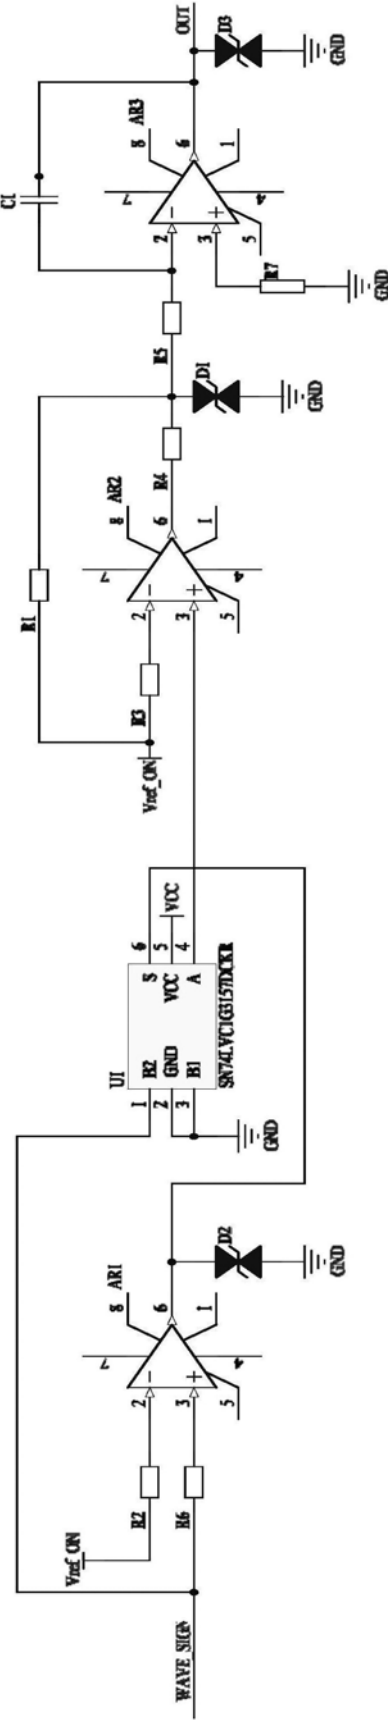 WAVE_SIGN
Vref_ON
R2
R6
2
3
5
7
4
8
AR1
6
1
D2
GND
U1
1
2
3
B2
GND
B1
S
VCC
A
6
5
4
VCC
SN74LVC1G3157DCKR
GND
Vref_ON
R3
R1
2
3
5
7
4
8
AR2
6
1
R4
D1
GND
R5
C1
2
3
5
R7
GND
7
4
8
AR3
6
1
OUT
D3
GND